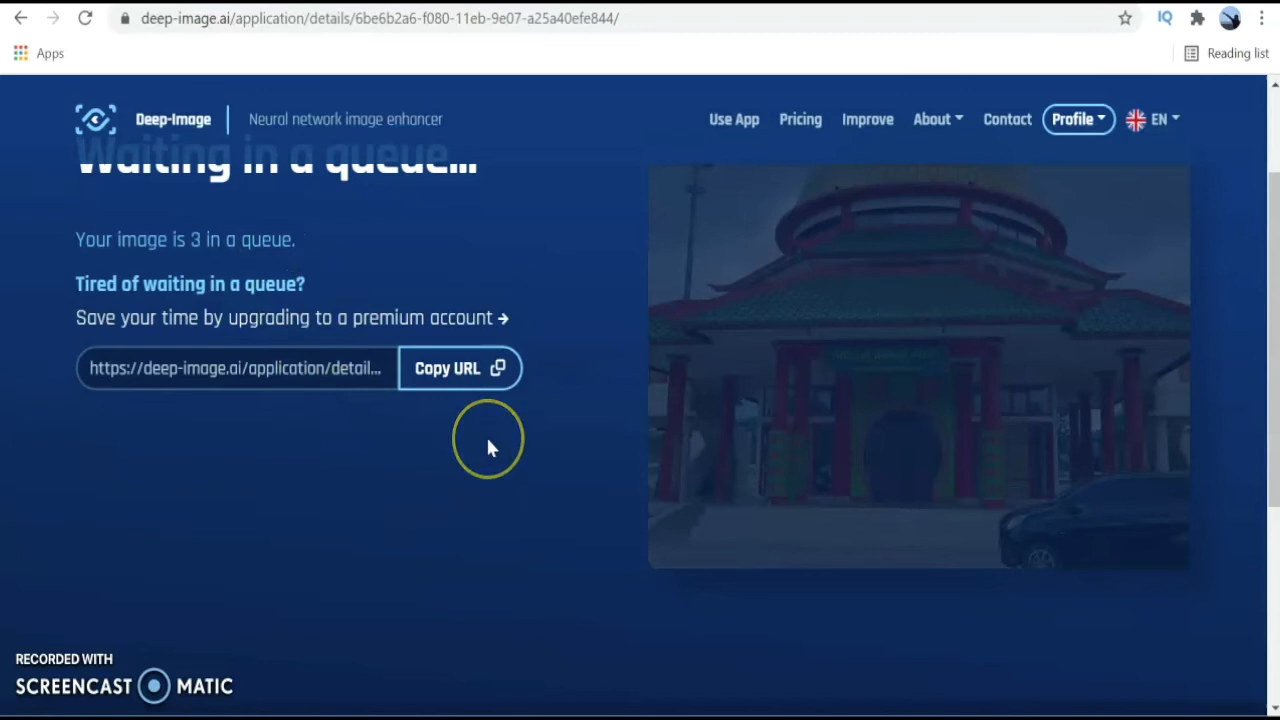 deep-image.ai/application/details/6be6b2a6-f080-11eb-9e07-a25a40efe844/
IQ
Apps
Reading list
Deep-Image
Neural network image enhancer
Use App
Pricing
Improve
About
Contact
Profile
EN
Waiting in a queue...
Your image is 3 in a queue.
Tired of waiting in a queue?
Save your time by upgrading to a premium account →
https://deep-image.ai/application/detail...
Copy URL
RECORDED WITH
SCREENCAST MATIC